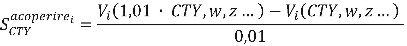 $S_{CTY}^{acoperire_i} = \frac{V_i(1,01 \cdot CTY, w, z \ldots) - V_i(CTY, w, z \ldots)}{0,01}$